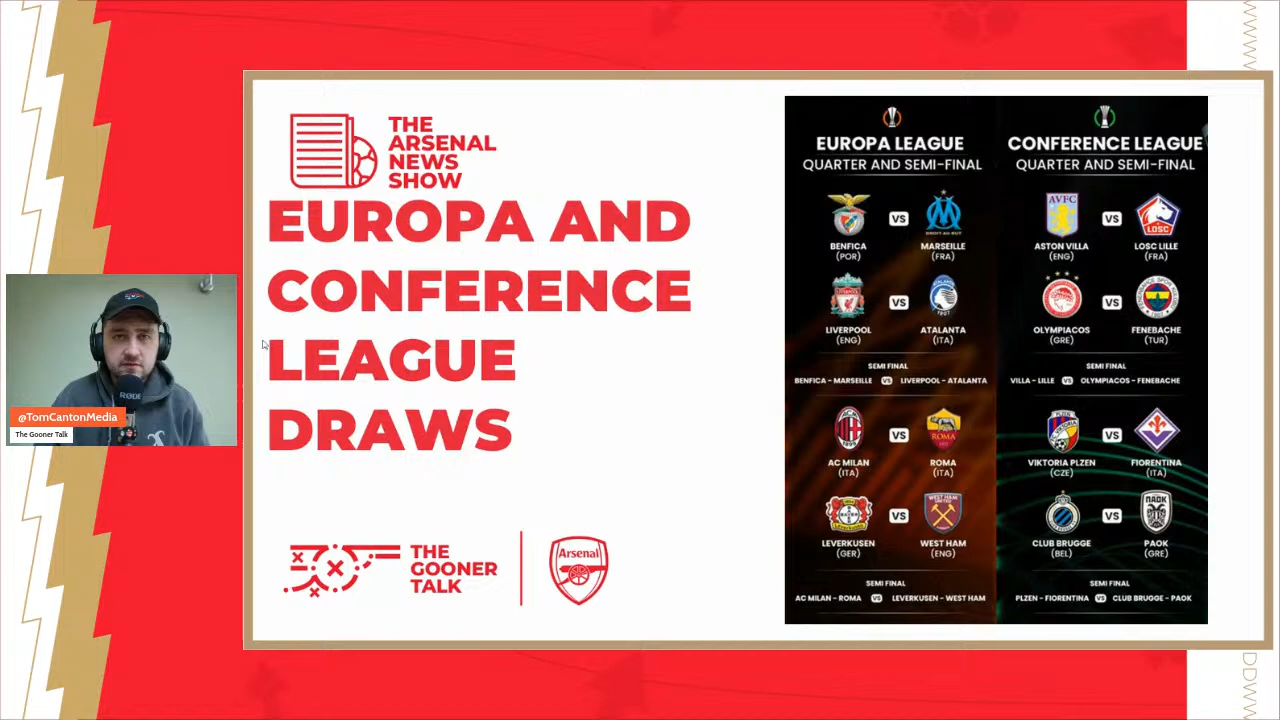 THE
ARSENAL
NEWS
SHOW
EUROPA AND
CONFERENCE
LEAGUE
DRAWS
THE
GOONER
TALK
Arsenal
@TomCantonMedia
The Gooner Talk
RØDE
EUROPA LEAGUE
QUARTER AND SEMI-FINAL
BENFICA
(POR)
VS
MARSEILLE
(FRA)
LIVERPOOL
(ENG)
VS
ATALANTA
(ITA)
SEMI FINAL
BENFICA - MARSEILLE VS LIVERPOOL - ATALANTA
AC MILAN
(ITA)
VS
ROMA
(ITA)
LEVERKUSEN
(GER)
VS
WEST HAM
(ENG)
SEMI FINAL
AC MILAN - ROMA VS LEVERKUSEN - WEST HAM
CONFERENCE LEAGUE
QUARTER AND SEMI-FINAL
AVFC
ASTON VILLA
(ENG)
VS
LOSC
LOSC LILLE
(FRA)
OLYMPIACOS
(GRE)
VS
FENEBACHE
(TUR)
SEMI FINAL
VILLA - LILLE VS OLYMPIACOS - FENEBACHE
VIKTORIA PLZEN
(CZE)
VS
FIORENTINA
(ITA)
CLUB BRUGGE
(BEL)
VS
PAOK
(GRE)
SEMI FINAL
PLZEN - FIORENTINA VS CLUB BRUGGE - PAOK